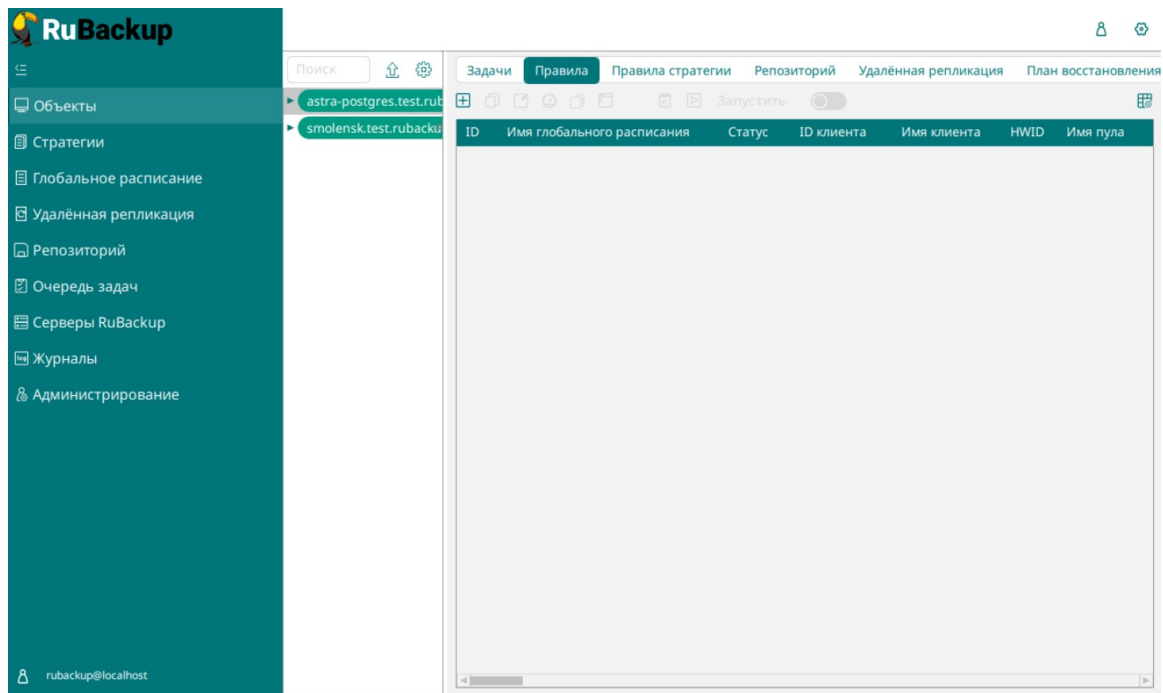 RuBackup
Поиск
Задачи Правила Правила стратегии Репозиторий Удалённая репликация План восстановления
Объекты
Стратегии
Глобальное расписание
Удалённая репликация
Репозиторий
Очередь задач
Серверы RuBackup
log Журналы
Администрирование
astra-postgres.test.rub
smolensk.test.rubacku
Запустить
ID Имя глобального расписания Статус ID клиента Имя клиента HWID Имя пула
rubackup@localhost